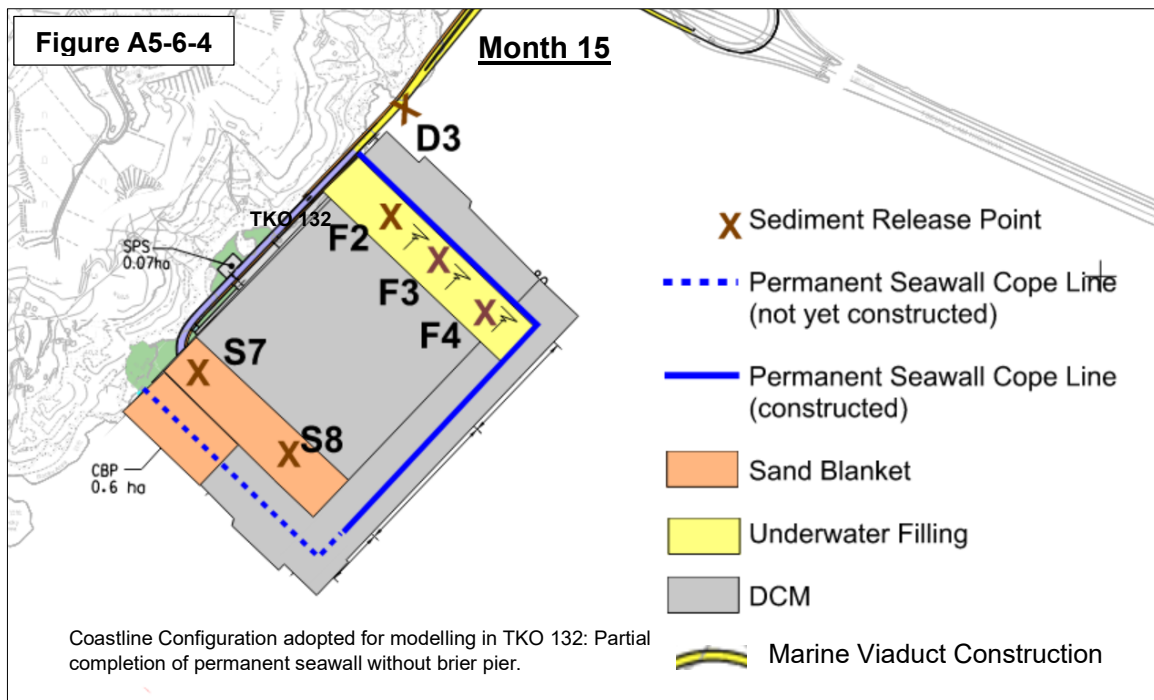 Figure A5-6-4
Month 15
D3
TKO 132
F2
SPS
0.07ha
F3
F4
S7
S8
CBP
0.6 ha
X Sediment Release Point
Permanent Seawall Cope Line
(not yet constructed)
Permanent Seawall Cope Line
(constructed)
Sand Blanket
Underwater Filling
DCM
Marine Viaduct Construction
Coastline Configuration adopted for modelling in TKO 132: Partial
completion of permanent seawall without brier pier.